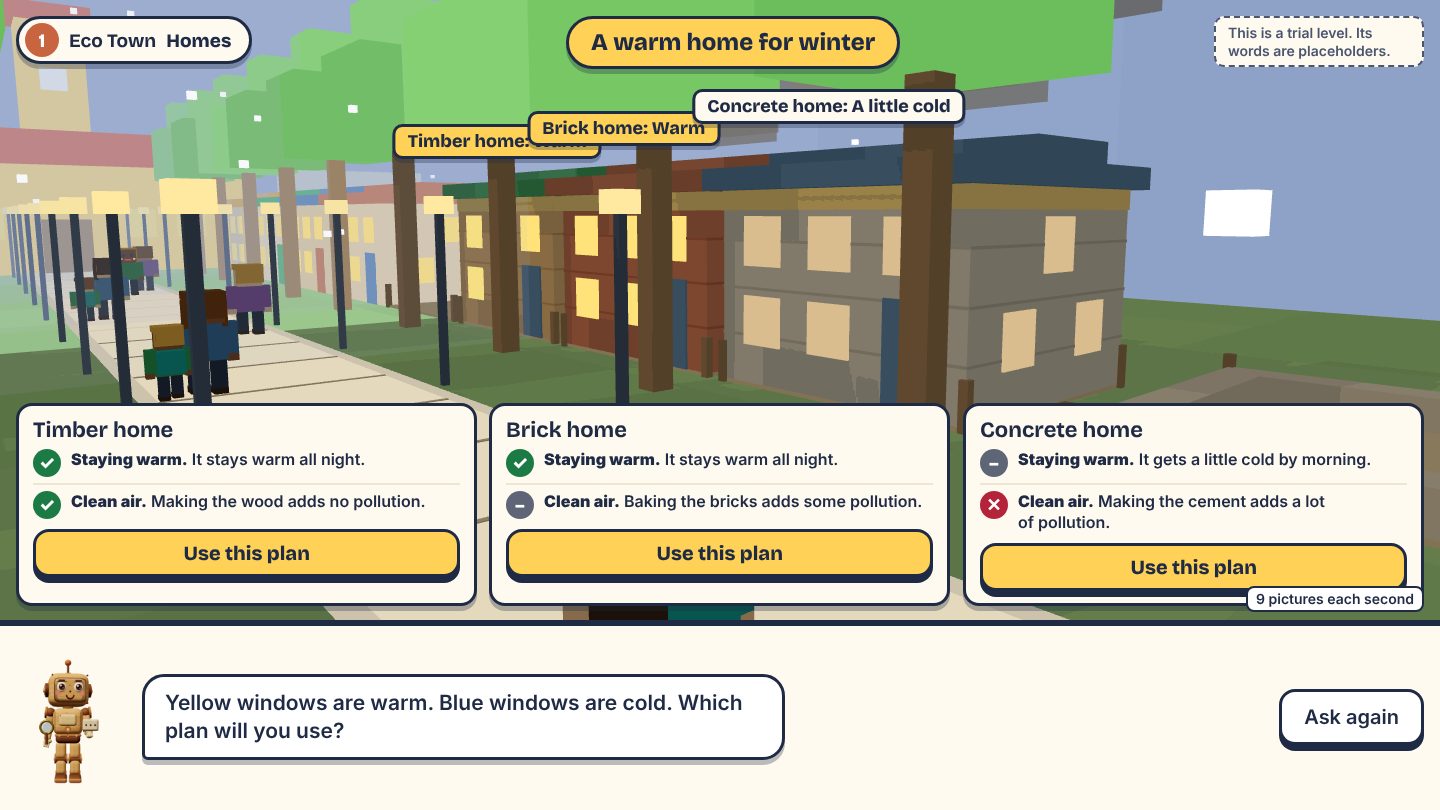 1 Eco Town Homes
A warm home for winter
This is a trial level. Its
words are placeholders.
Concrete home: A little cold
Brick home: Warm
Timber home:
Timber home
Staying warm. It stays warm all night.
Clean air. Making the wood adds no pollution.
Use this plan
Brick home
Staying warm. It stays warm all night.
Clean air. Baking the bricks adds some pollution.
Use this plan
Concrete home
Staying warm. It gets a little cold by morning.
Clean air. Making the cement adds a lot
of pollution.
Use this plan
9 pictures each second
Yellow windows are warm. Blue windows are cold. Which
plan will you use?
Ask again